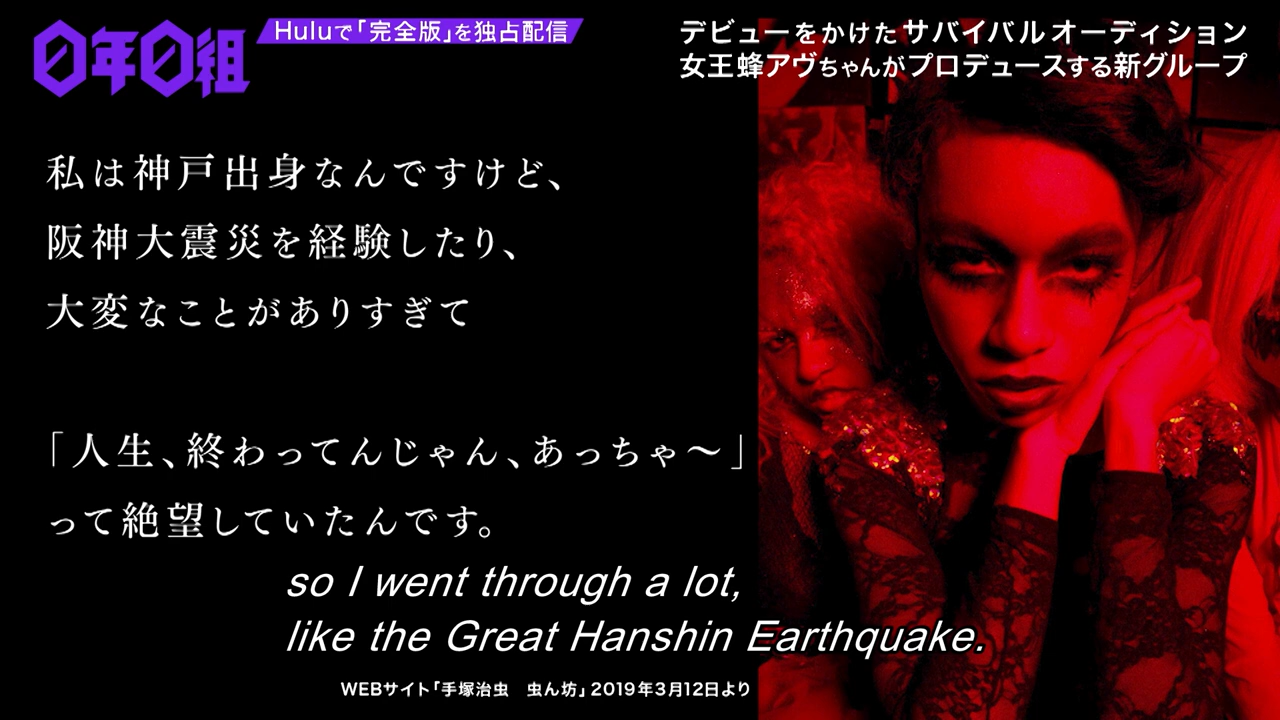 0年0組
Huluで「完全版」を独占配信
デビューをかけたサバイバルオーディション
女王蜂アヴちゃんがプロデュースする新グループ
私は神戸出身なんですけど、
阪神大震災を経験したり、
大変なことがありすぎて
「人生、終わってんじゃん、あっちゃ〜」
って絶望していたんです。
so I went through a lot,
like the Great Hanshin Earthquake.
WEBサイト「手塚治虫　虫ん坊」2019年3月12日より